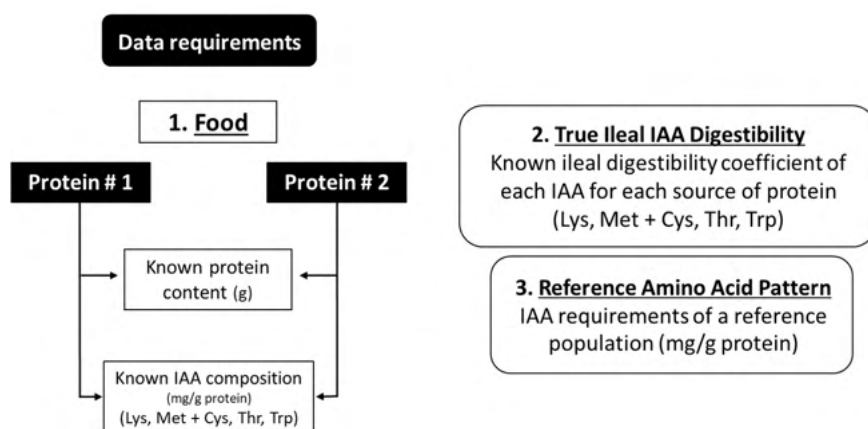 Data requirements
1. Food
Protein # 1
Protein # 2
Known protein
content (g)
Known IAA composition
(mg/g protein)
(Lys, Met + Cys, Thr, Trp)
2. True Ileal IAA Digestibility
Known ileal digestibility coefficient of
each IAA for each source of protein
(Lys, Met + Cys, Thr, Trp)
3. Reference Amino Acid Pattern
IAA requirements of a reference
population (mg/g protein)